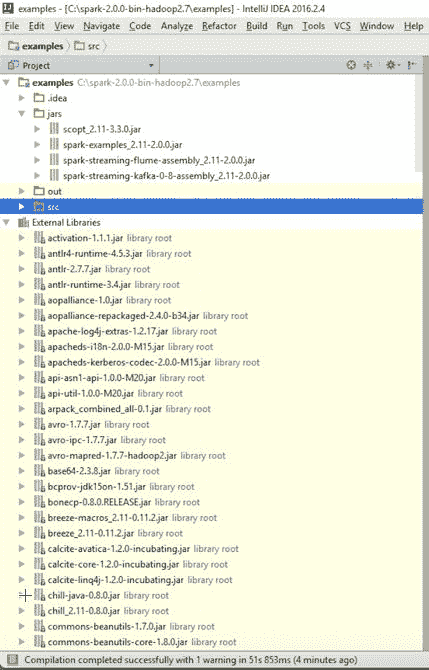 examples - [C:\spark-2.0.0-bin-hadoop2.7\examples] - IntelliJ IDEA 2016.2.4
File Edit View Navigate Code Analyze Refactor Build Run Tools VCS Window Help
examples src
Project
examples C:\spark-2.0.0-bin-hadoop2.7\examples
.idea
jars
scopt_2.11-3.3.0.jar
spark-examples_2.11-2.0.0.jar
spark-streaming-flume-assembly_2.11-2.0.0.jar
spark-streaming-kafka-0-8-assembly_2.11-2.0.0.jar
out
src
External Libraries
activation-1.1.1.jar library root
antlr4-runtime-4.5.3.jar library root
antlr-2.7.7.jar library root
antlr-runtime-3.4.jar library root
aopalliance-1.0.jar library root
aopalliance-repackaged-2.4.0-b34.jar library root
apache-log4j-extras-1.2.17.jar library root
apacheds-i18n-2.0.0-M15.jar library root
apacheds-kerberos-codec-2.0.0-M15.jar library root
api-asn1-api-1.0.0-M20.jar library root
api-util-1.0.0-M20.jar library root
arpack_combined_all-0.1.jar library root
avro-1.7.7.jar library root
avro-ipc-1.7.7.jar library root
avro-mapred-1.7.7-hadoop2.jar library root
base64-2.3.8.jar library root
bcprov-jdk15on-1.51.jar library root
bonecp-0.8.0.RELEASE.jar library root
breeze-macros_2.11-0.11.2.jar library root
breeze_2.11-0.11.2.jar library root
calcite-avatica-1.2.0-incubating.jar library root
calcite-core-1.2.0-incubating.jar library root
calcite-linq4j-1.2.0-incubating.jar library root
chill-java-0.8.0.jar library root
chill_2.11-0.8.0.jar library root
commons-beanutils-1.7.0.jar library root
commons-beanutils-core-1.8.0.jar library root
Compilation completed successfully with 1 warning in 51s 853ms (4 minutes ago)